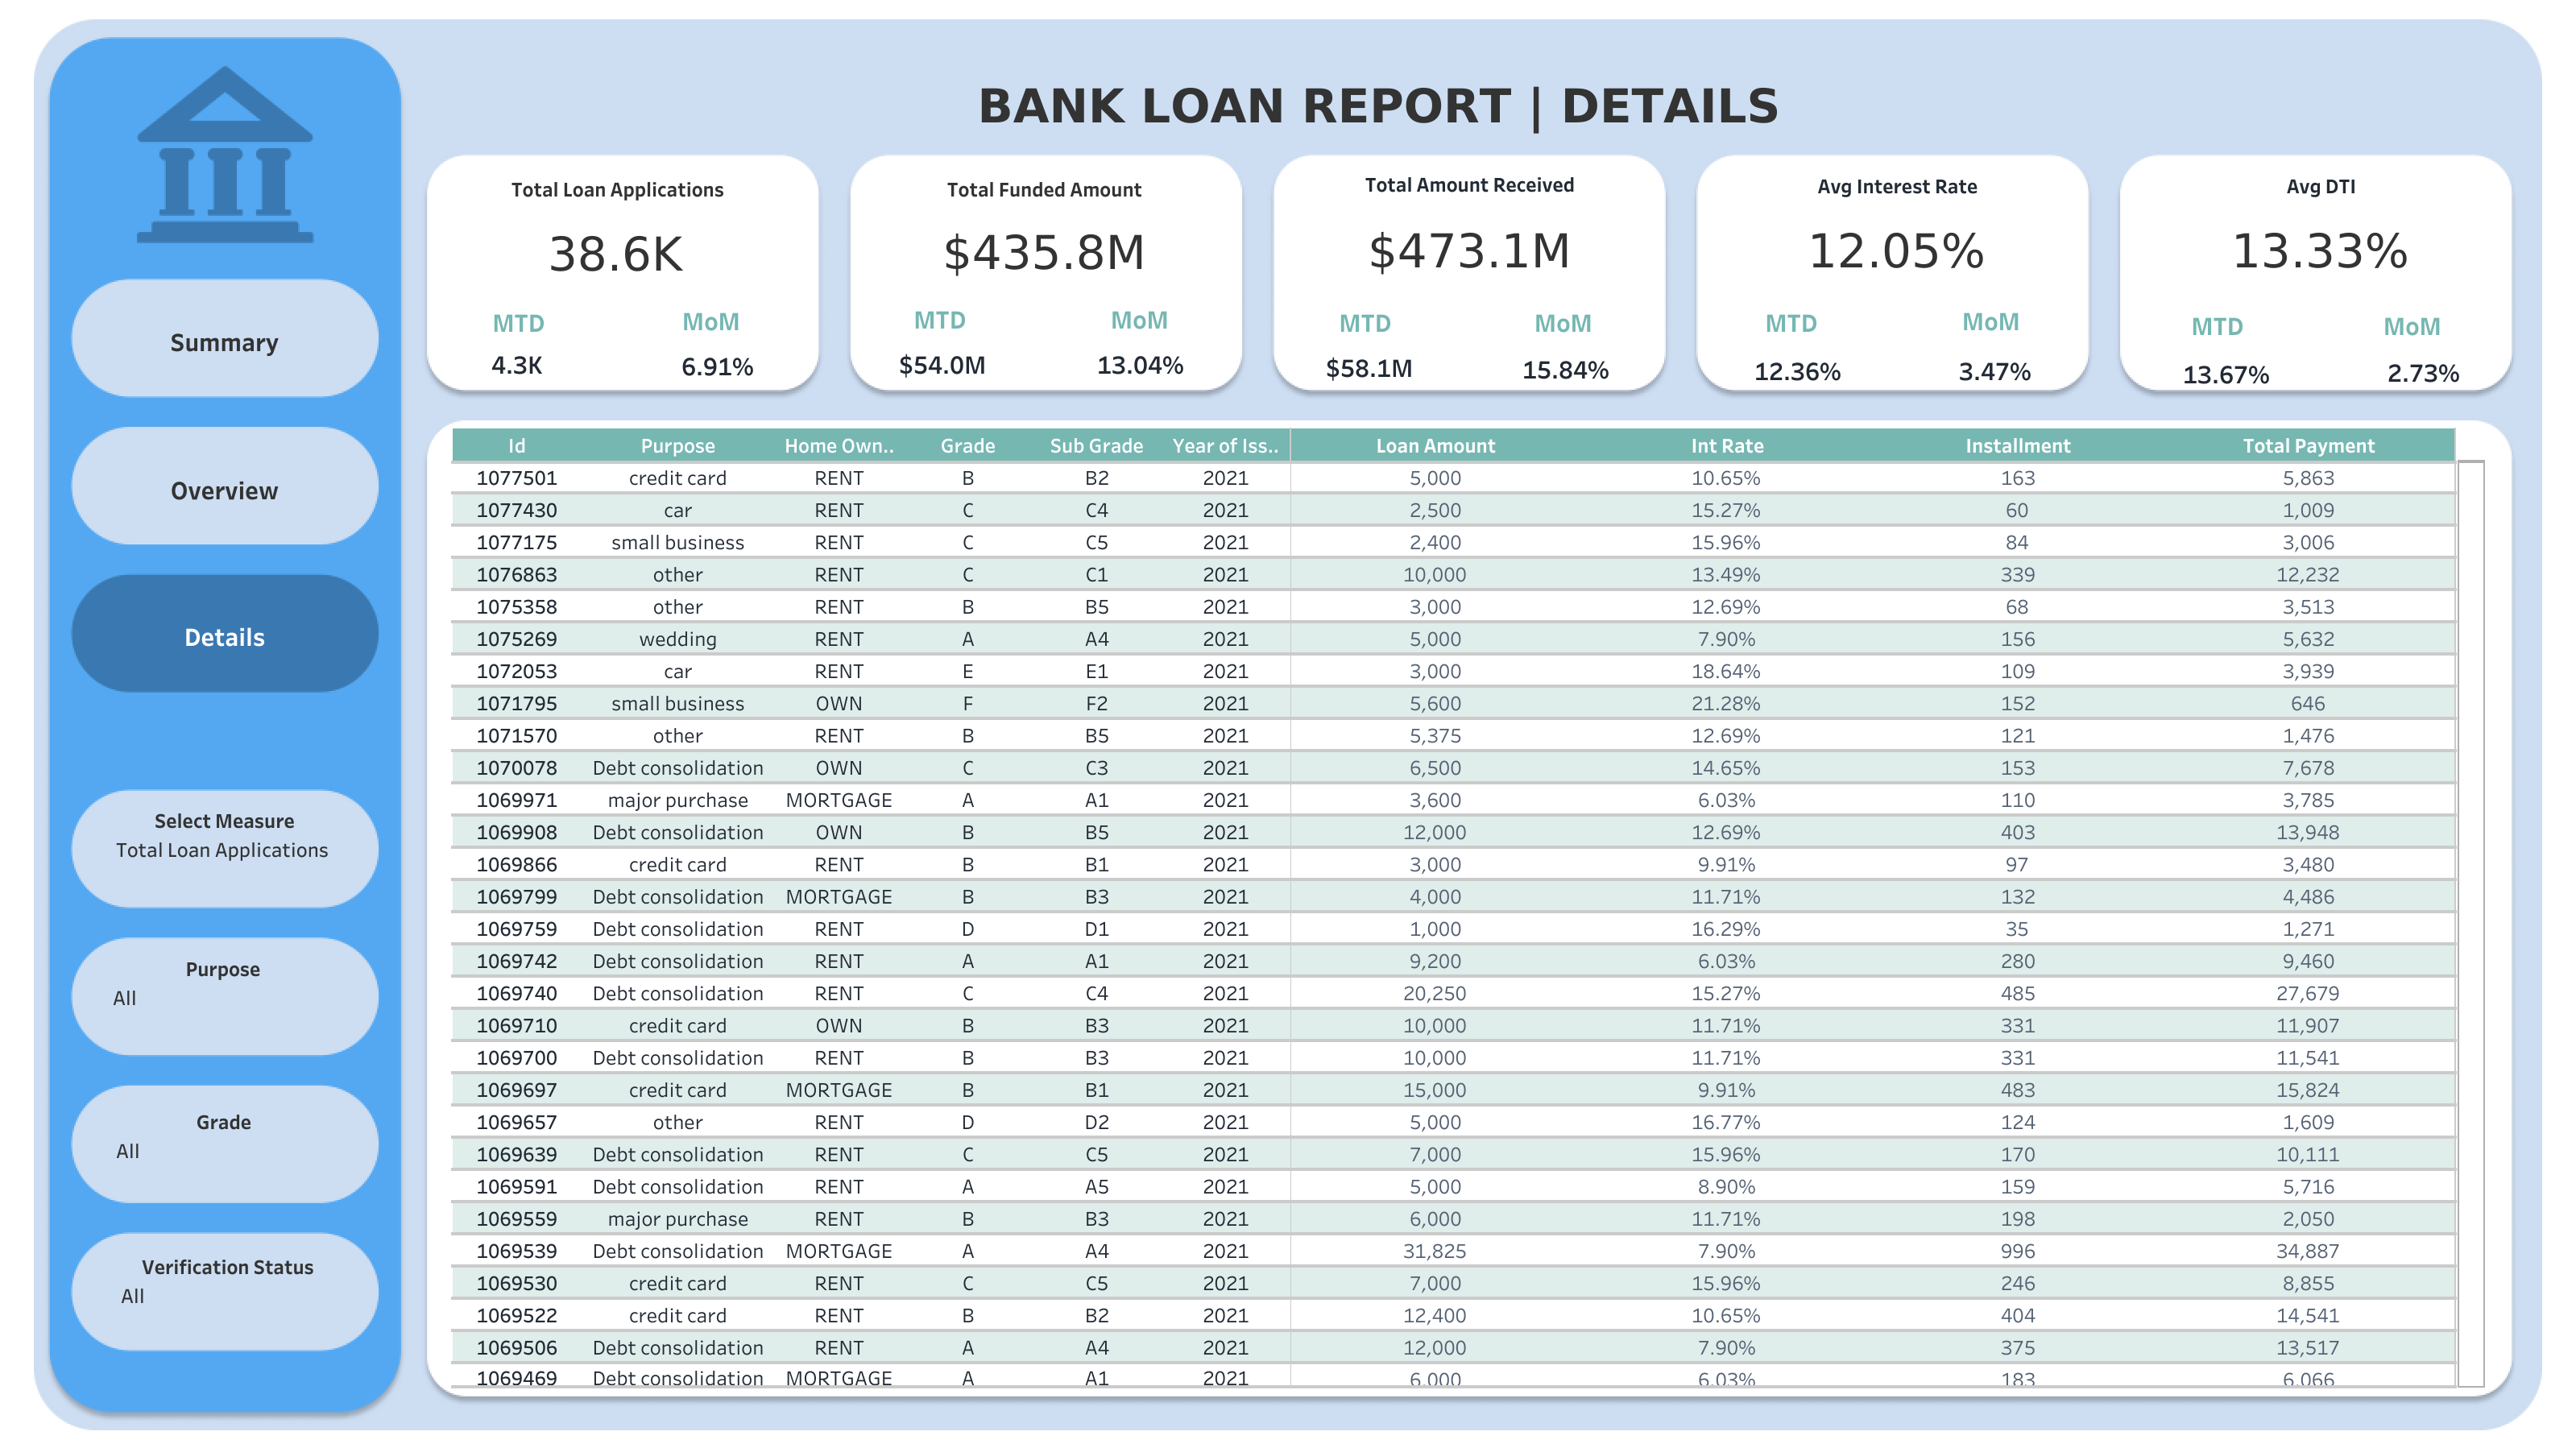 BANK LOAN REPORT | DETAILS
Summary
Overview
Details
Select Measure
Total Loan Applications
Purpose
All
Grade
All
Verification Status
All
Total Loan Applications
38.6K
MTD MoM
4.3K 6.91%
Total Funded Amount
$435.8M
MTD MoM
$54.0M 13.04%
Total Amount Received
$473.1M
MTD MoM
$58.1M 15.84%
Avg Interest Rate
12.05%
MTD MoM
12.36% 3.47%
Avg DTI
13.33%
MTD MoM
13.67% 2.73%
Id Purpose Home Own.. Grade Sub Grade Year of Iss.. Loan Amount Int Rate Installment Total Payment
1077501 credit card RENT B B2 2021 5,000 10.65% 163 5,863
1077430 car RENT C C4 2021 2,500 15.27% 60 1,009
1077175 small business RENT C C5 2021 2,400 15.96% 84 3,006
1076863 other RENT C C1 2021 10,000 13.49% 339 12,232
1075358 other RENT B B5 2021 3,000 12.69% 68 3,513
1075269 wedding RENT A A4 2021 5,000 7.90% 156 5,632
1072053 car RENT E E1 2021 3,000 18.64% 109 3,939
1071795 small business OWN F F2 2021 5,600 21.28% 152 646
1071570 other RENT B B5 2021 5,375 12.69% 121 1,476
1070078 Debt consolidation OWN C C3 2021 6,500 14.65% 153 7,678
1069971 major purchase MORTGAGE A A1 2021 3,600 6.03% 110 3,785
1069908 Debt consolidation OWN B B5 2021 12,000 12.69% 403 13,948
1069866 credit card RENT B B1 2021 3,000 9.91% 97 3,480
1069799 Debt consolidation MORTGAGE B B3 2021 4,000 11.71% 132 4,486
1069759 Debt consolidation RENT D D1 2021 1,000 16.29% 35 1,271
1069742 Debt consolidation RENT A A1 2021 9,200 6.03% 280 9,460
1069740 Debt consolidation RENT C C4 2021 20,250 15.27% 485 27,679
1069710 credit card OWN B B3 2021 10,000 11.71% 331 11,907
1069700 Debt consolidation RENT B B3 2021 10,000 11.71% 331 11,541
1069697 credit card MORTGAGE B B1 2021 15,000 9.91% 483 15,824
1069657 other RENT D D2 2021 5,000 16.77% 124 1,609
1069639 Debt consolidation RENT C C5 2021 7,000 15.96% 170 10,111
1069591 Debt consolidation RENT A A5 2021 5,000 8.90% 159 5,716
1069559 major purchase RENT B B3 2021 6,000 11.71% 198 2,050
1069539 Debt consolidation MORTGAGE A A4 2021 31,825 7.90% 996 34,887
1069530 credit card RENT C C5 2021 7,000 15.96% 246 8,855
1069522 credit card RENT B B2 2021 12,400 10.65% 404 14,541
1069506 Debt consolidation RENT A A4 2021 12,000 7.90% 375 13,517
1069469 Debt consolidation MORTGAGE A A1 2021 6,000 6.03% 183 6,066